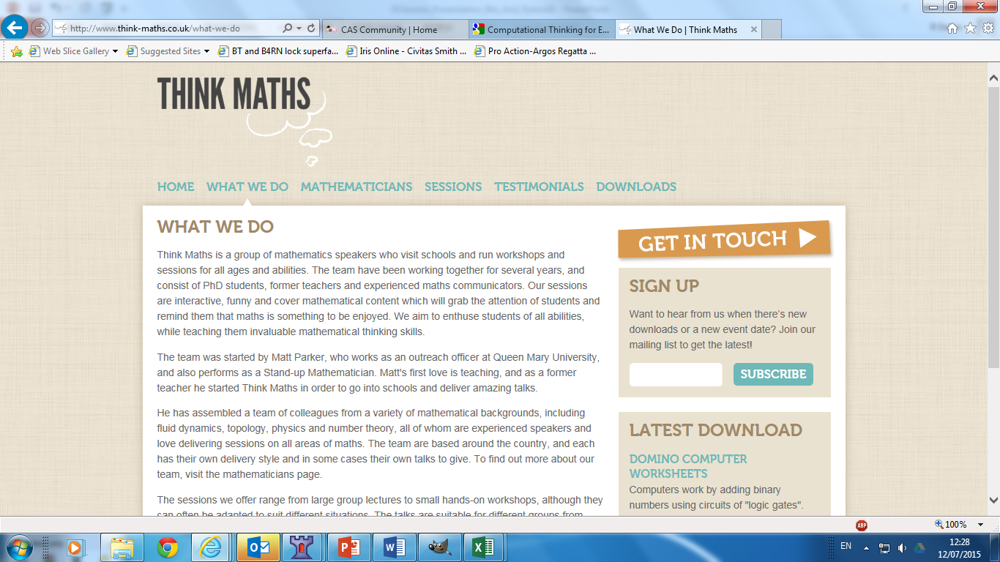 http://www.think-maths.co.uk/what-we-do
CAS Community | Home
Computational Thinking for E...
What We Do | Think Maths
Web Slice Gallery
Suggested Sites
BT and B4RN lock superfa...
Iris Online - Civitas Smith ...
Pro Action-Argos Regatta ...
THINK MATHS
HOME WHAT WE DO MATHEMATICIANS SESSIONS TESTIMONIALS DOWNLOADS
WHAT WE DO
Think Maths is a group of mathematics speakers who visit schools and run workshops and
sessions for all ages and abilities. The team have been working together for several years, and
consist of PhD students, former teachers and experienced maths communicators. Our sessions
are interactive, funny and cover mathematical content which will grab the attention of students and
remind them that maths is something to be enjoyed. We aim to enthuse students of all abilities,
while teaching them invaluable mathematical thinking skills.
The team was started by Matt Parker, who works as an outreach officer at Queen Mary University,
and also performs as a Stand-up Mathematician. Matt's first love is teaching, and as a former
teacher he started Think Maths in order to go into schools and deliver amazing talks.
He has assembled a team of colleagues from a variety of mathematical backgrounds, including
fluid dynamics, topology, physics and number theory, all of whom are experienced speakers and
love delivering sessions on all areas of maths. The team are based around the country, and each
has their own delivery style and in some cases their own talks to give. To find out more about our
team, visit the mathematicians page.
The sessions we offer range from large group lectures to small hands-on workshops, although they
can often be adapted to suit different situations. The talks are suitable for different groups from
GET IN TOUCH
SIGN UP
Want to hear from us when there's new
downloads or a new event date? Join our
mailing list to get the latest!
SUBSCRIBE
LATEST DOWNLOAD
DOMINO COMPUTER
WORKSHEETS
Computers work by adding binary
numbers using circuits of "logic gates".
ABP
100%
EN
12:28
12/07/2015